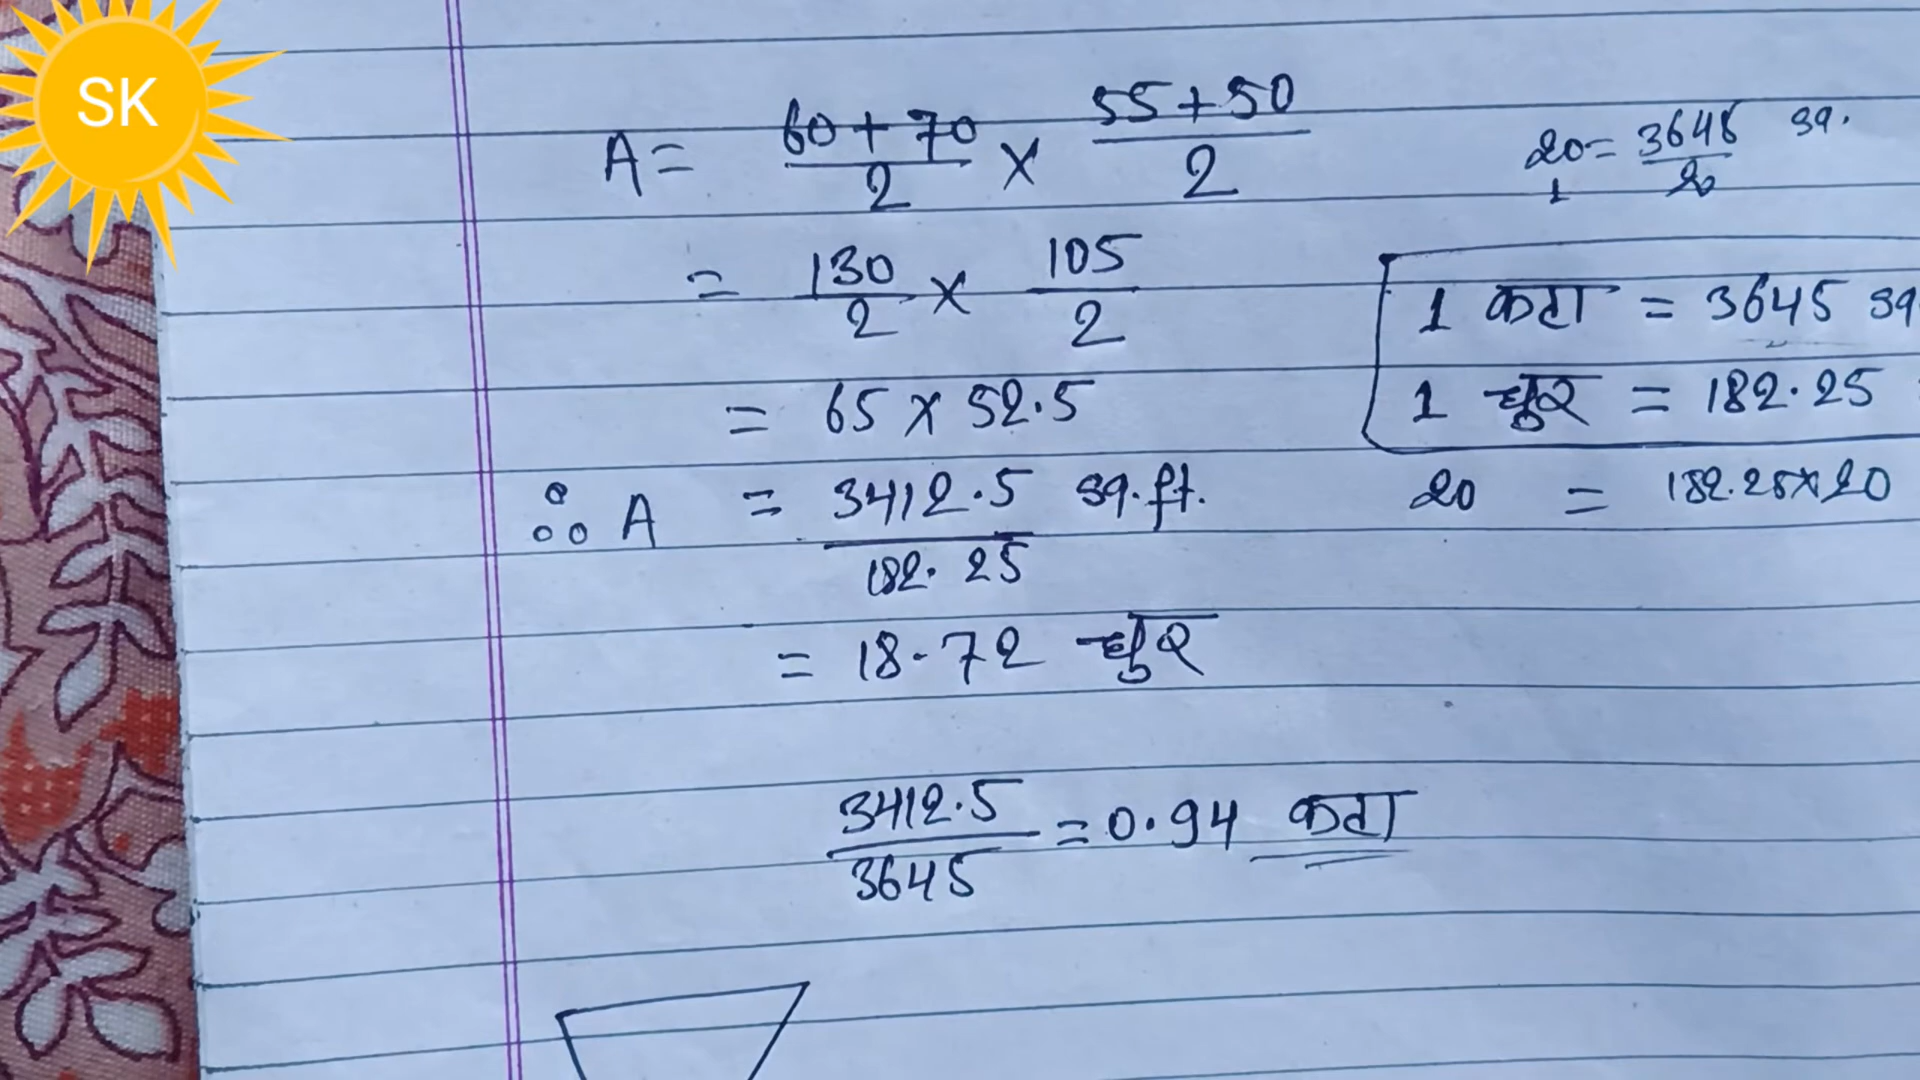 SK
A = 60 + 70 / 2 × 55 + 50 / 2
= 130 / 2 × 105 / 2
= 65 × 52.5
∴ A = 3412.5 sq.ft. / 182.25
= 18.72 धुर
3412.5 / 3645 = 0.94 कठा
20 = 3645 sq.
1 20
1 कठा = 3645 sq
1 धुर = 182.25
20 = 182.25×20